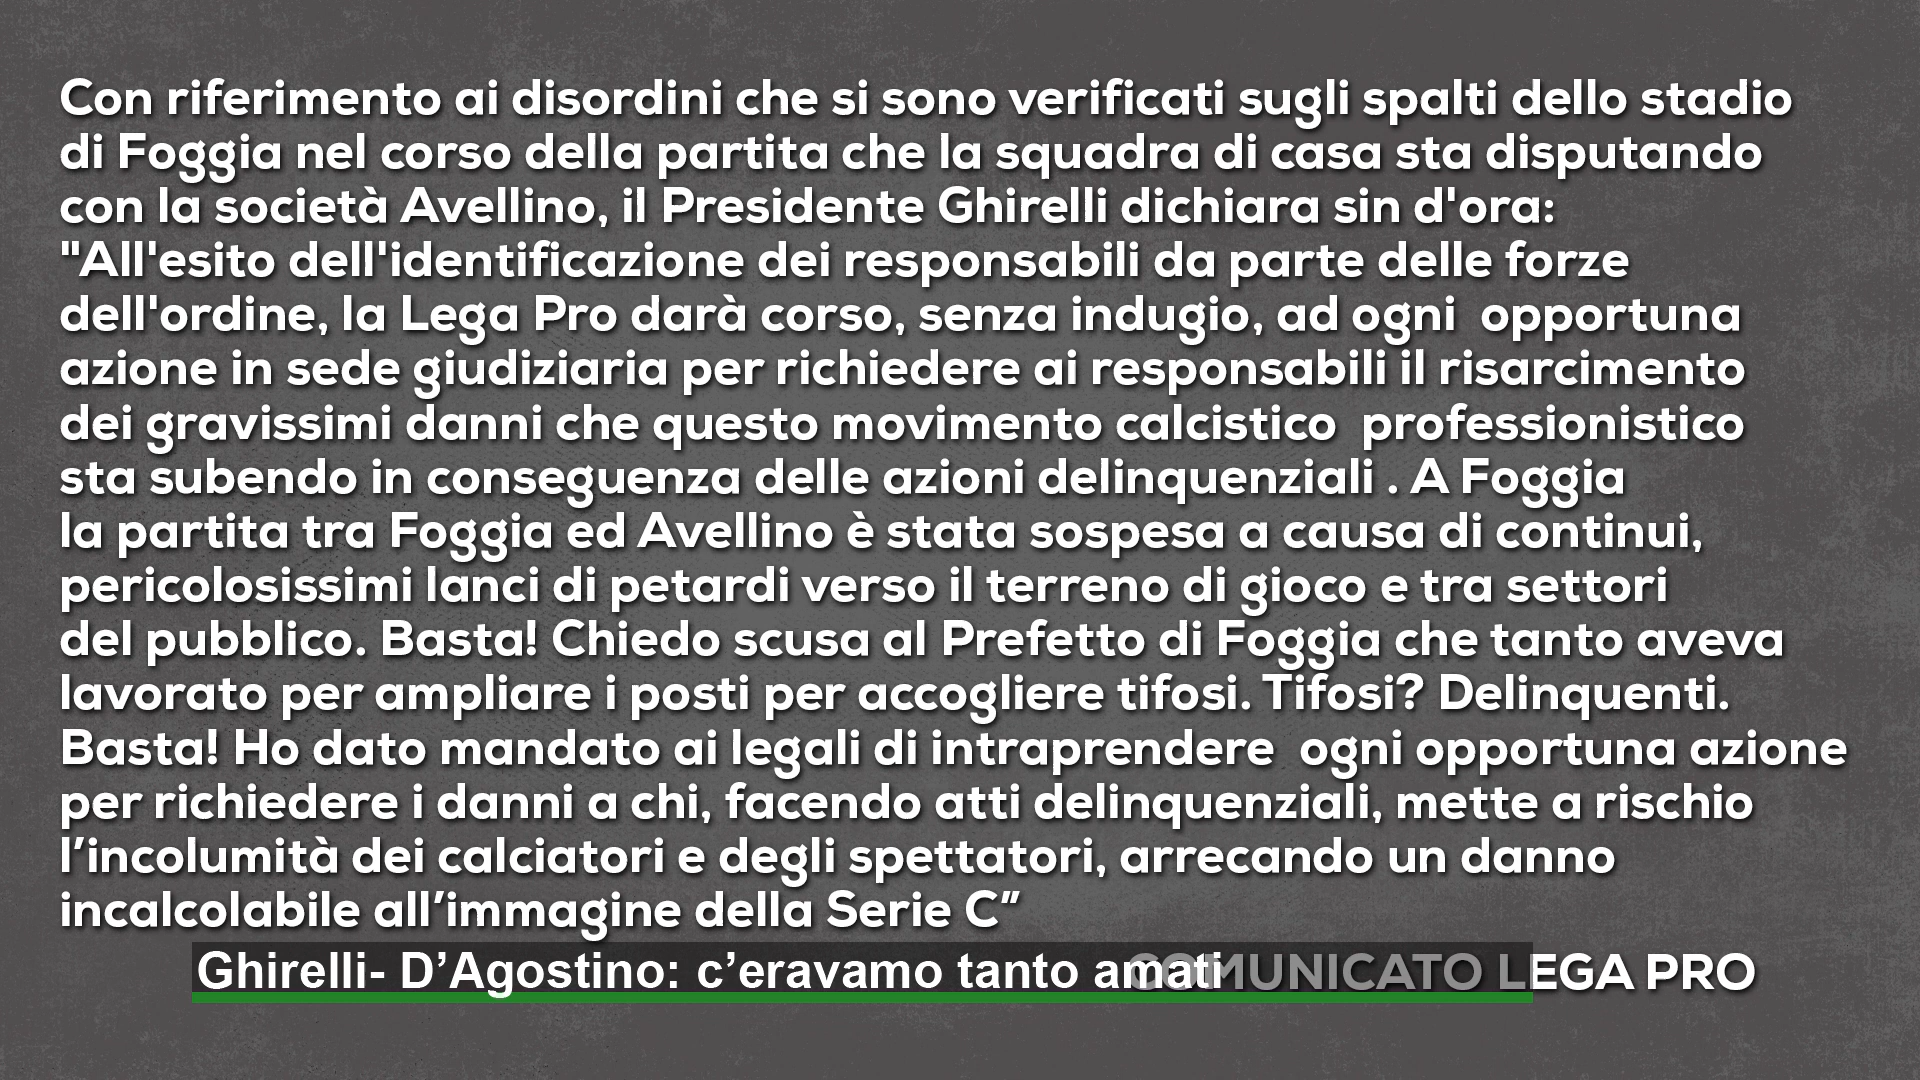 Con riferimento ai disordini che si sono verificati sugli spalti dello stadio
di Foggia nel corso della partita che la squadra di casa sta disputando
con la società Avellino, il Presidente Ghirelli dichiara sin d'ora:
"All'esito dell'identificazione dei responsabili da parte delle forze
dell'ordine, la Lega Pro darà corso, senza indugio, ad ogni  opportuna
azione in sede giudiziaria per richiedere ai responsabili il risarcimento
dei gravissimi danni che questo movimento calcistico  professionistico
sta subendo in conseguenza delle azioni delinquenziali . A Foggia
la partita tra Foggia ed Avellino è stata sospesa a causa di continui,
pericolosissimi lanci di petardi verso il terreno di gioco e tra settori
del pubblico. Basta! Chiedo scusa al Prefetto di Foggia che tanto aveva
lavorato per ampliare i posti per accogliere tifosi. Tifosi? Delinquenti.
Basta! Ho dato mandato ai legali di intraprendere  ogni opportuna azione
per richiedere i danni a chi, facendo atti delinquenziali, mette a rischio
l’incolumità dei calciatori e degli spettatori, arrecando un danno
incalcolabile all’immagine della Serie C”
Ghirelli- D’Agostino: c’eravamo tanto amati
COMUNICATO LEGA PRO